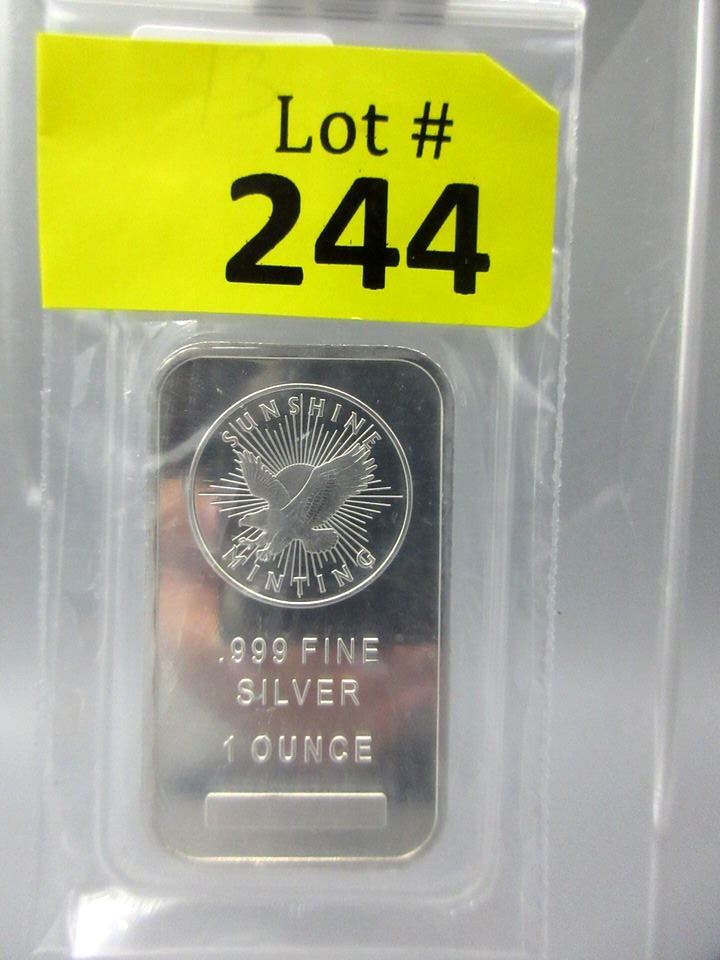 Lot #
244
SUNSHINE
MINTING
.999 FINE
SILVER
1 OUNCE